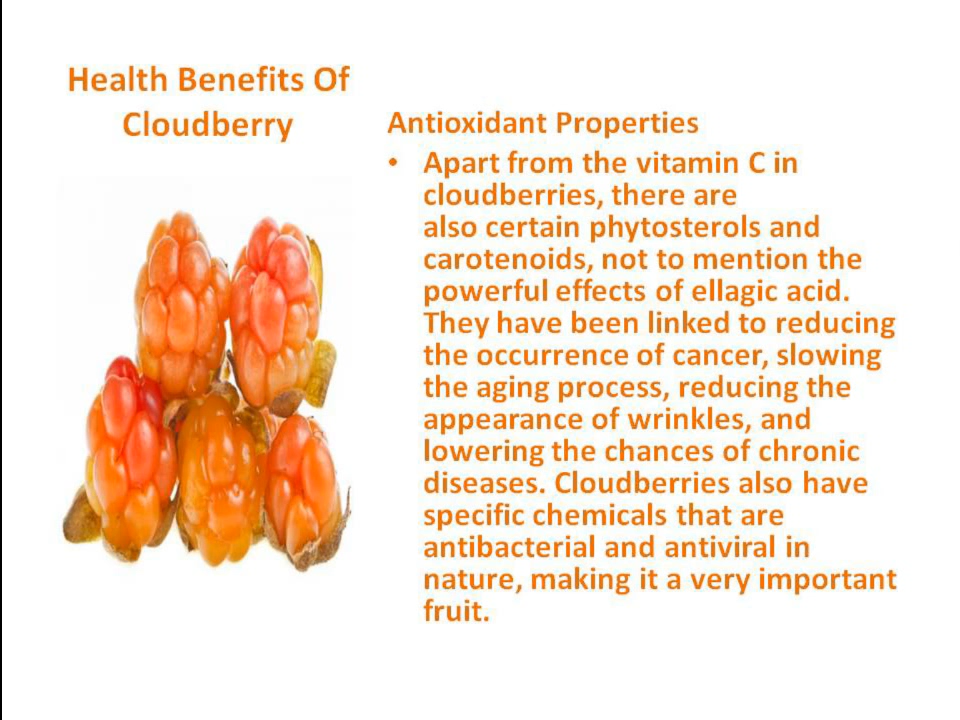 Health Benefits Of
Cloudberry
Antioxidant Properties
• Apart from the vitamin C in
cloudberries, there are
also certain phytosterols and
carotenoids, not to mention the
powerful effects of ellagic acid.
They have been linked to reducing
the occurrence of cancer, slowing
the aging process, reducing the
appearance of wrinkles, and
lowering the chances of chronic
diseases. Cloudberries also have
specific chemicals that are
antibacterial and antiviral in
nature, making it a very important
fruit.